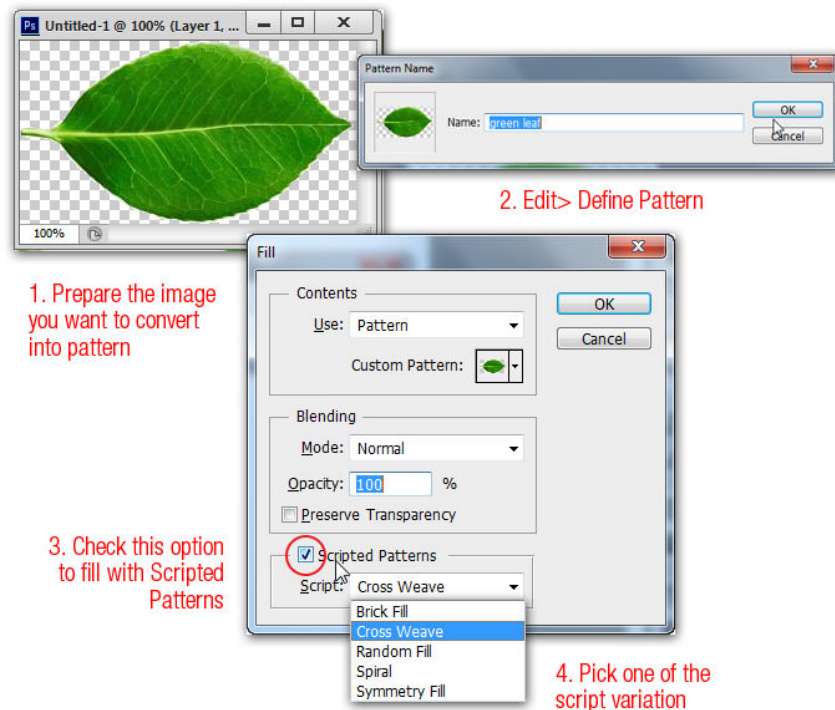 Ps Untitled-1 @ 100% (Layer 1, ...
100%
Pattern Name
Name: green leaf
OK
Cancel
2. Edit> Define Pattern
1. Prepare the image
you want to convert
into pattern
Fill
Contents
Use: Pattern
Custom Pattern:
OK
Cancel
Blending
Mode: Normal
Opacity: 100 %
Preserve Transparency
3. Check this option
to fill with Scripted
Patterns
Scripted Patterns
Script: Cross Weave
Brick Fill
Cross Weave
Random Fill
Spiral
Symmetry Fill
4. Pick one of the
script variation